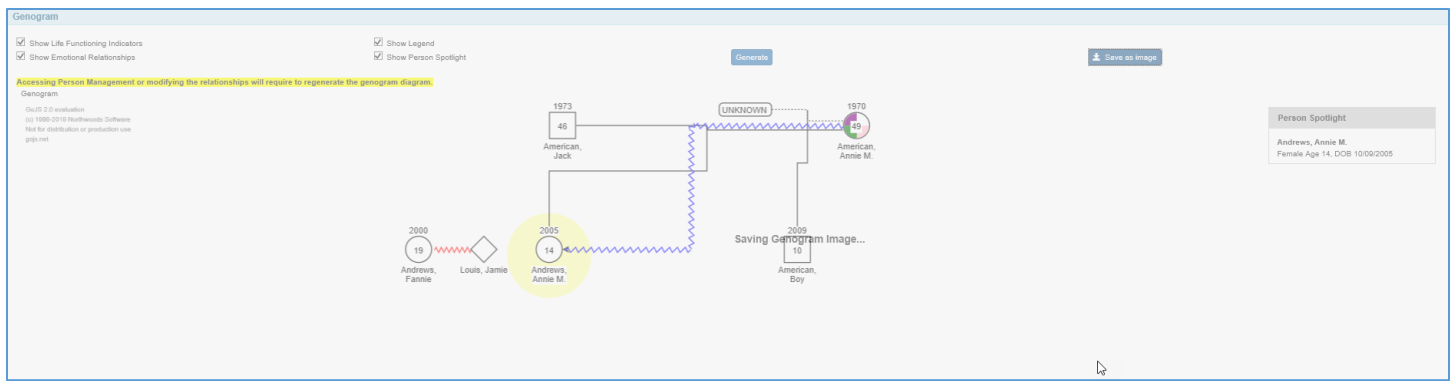 Genogram
Show Life Functioning Indicators
Show Legend
Show Emotional Relationships
Show Person Spotlight
Generate
Save as image
Accessing Person Management or modifying the relationships will require to regenerate the genogram diagram.
Genogram
GoJS 2.0 evaluation
(c) 1998-2019 Northwoods Software
Not for distribution or production use
gojs.net
1973
46
American,
Jack
UNKNOWN
1970
49
American,
Annie M.
Person Spotlight
Andrews, Annie M.
Female Age 14, DOB 10/09/2005
2000
19
Andrews,
Fannie
Louis, Jamie
2005
14
Andrews,
Annie M.
2009
Saving Genogram Image...
10
American,
Boy